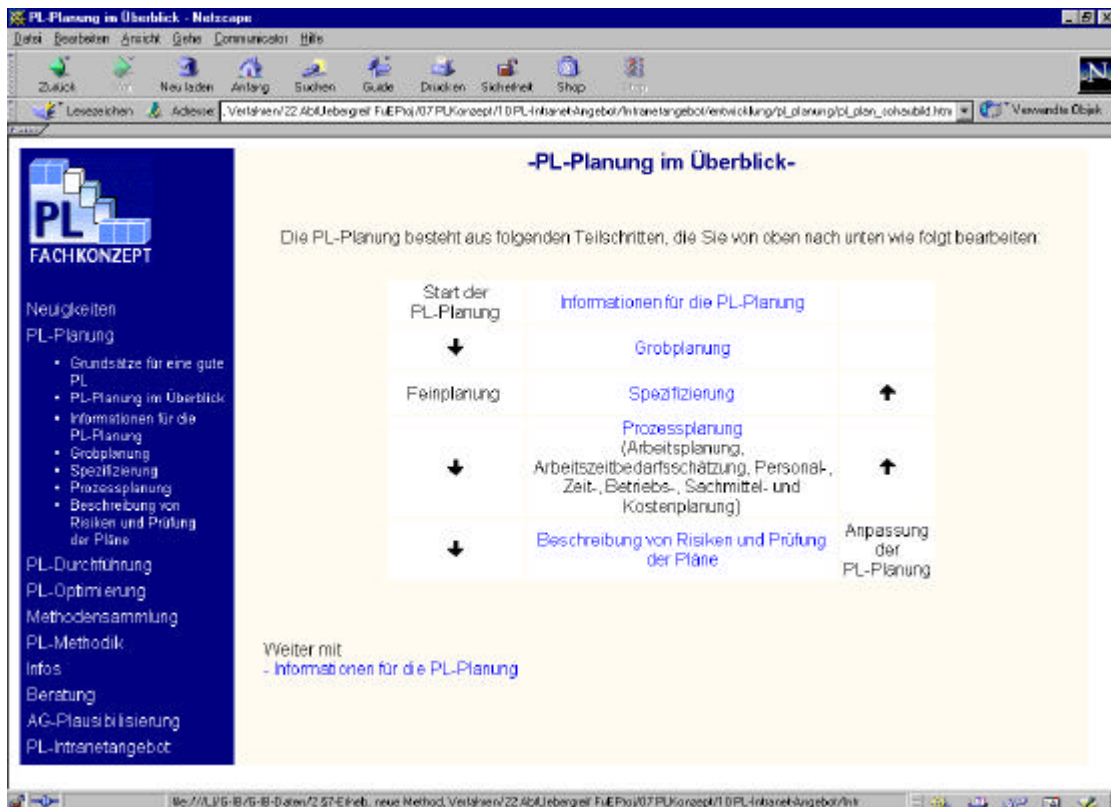 PL-Planung im Überblick - Netscape
Datei Bearbeiten Ansicht Gehe Communicator Hilfe
Zurück Neu laden Anfang Suchen Guide Drucken Sicherheit Shop
Lesezeichen Adresse Verwandte Objek
N
PL
FACHKONZEPT
Neuigkeiten
PL-Planung
• Grundsätze für eine gute
PL
• PL-Planung im Überblick
• Informationen für die
PL-Planung
• Grobplanung
• Spezifizierung
• Prozessplanung
• Beschreibung von
Risiken und Prüfung
der Pläne
PL-Durchführung
PL-Optimierung
Methodensammlung
PL-Methodik
Infos
Beratung
AG-Plausibilisierung
PL-Intranetangebot
-PL-Planung im Überblick-
Die PL-Planung besteht aus folgenden Teilschritten, die Sie von oben nach unten wie folgt bearbeiten:
Start der
PL-Planung
Informationen für die PL-Planung
Grobplanung
Feinplanung
Spezifizierung
Prozessplanung
(Arbeitsplanung,
Arbeitszeitbedarfsschätzung, Personal-,
Zeit-, Betriebs-, Sachmittel- und
Kostenplanung)
Beschreibung von Risiken und Prüfung
der Pläne
Anpassung
der
PL-Planung
Weiter mit
- Informationen für die PL-Planung